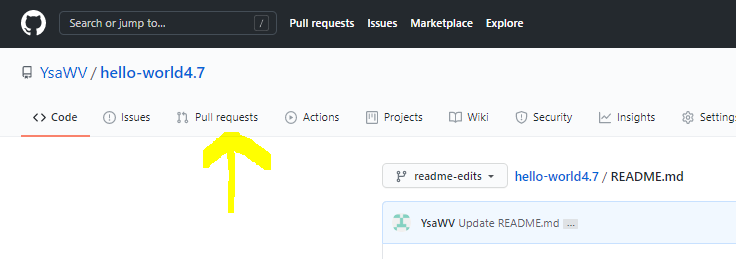 Search or jump to... / Pull requests Issues Marketplace Explore
YsaWV / hello-world4.7
Code Issues Pull requests Actions Projects Wiki Security Insights Settings
readme-edits hello-world4.7 / README.md
YsaWV Update README.md ...